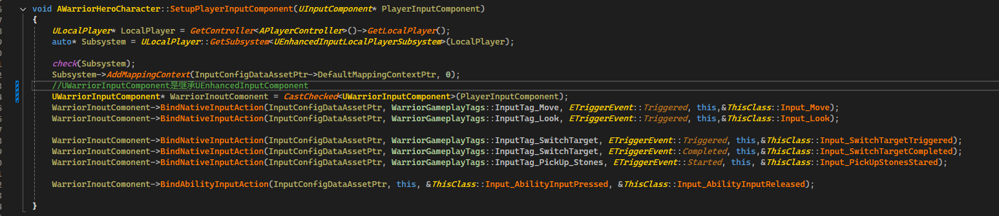 void AWarriorHeroCharacter::SetupPlayerInputComponent(UInputComponent* PlayerInputComponent)
{
ULocalPlayer* LocalPlayer = GetController<APlayerController>()->GetLocalPlayer();
auto* Subsystem = ULocalPlayer::GetSubsystem<UEnhancedInputLocalPlayerSubsystem>(LocalPlayer);
check(Subsystem);
Subsystem->AddMappingContext(InputConfigDataAssetPtr->DefaultMappingContextPtr, 0);
//UWarriorInputComponent是继承UEnhancedInputComponent
UWarriorInputComponent* WarriorInoutComonent = CastChecked<UWarriorInputComponent>(PlayerInputComponent);
WarriorInoutComonent->BindNativeInputAction(InputConfigDataAssetPtr, WarriorGameplayTags::InputTag_Move, ETriggerEvent::Triggered, this,&ThisClass::Input_Move);
WarriorInoutComonent->BindNativeInputAction(InputConfigDataAssetPtr, WarriorGameplayTags::InputTag_Look, ETriggerEvent::Triggered, this,&ThisClass::Input_Look);
WarriorInoutComonent->BindNativeInputAction(InputConfigDataAssetPtr, WarriorGameplayTags::InputTag_SwitchTarget, ETriggerEvent::Triggered, this,&ThisClass::Input_SwitchTargetTriggered);
WarriorInoutComonent->BindNativeInputAction(InputConfigDataAssetPtr, WarriorGameplayTags::InputTag_SwitchTarget, ETriggerEvent::Completed, this,&ThisClass::Input_SwitchTargetCompleted);
WarriorInoutComonent->BindNativeInputAction(InputConfigDataAssetPtr, WarriorGameplayTags::InputTag_PickUp_Stones, ETriggerEvent::Started, this, &ThisClass::Input_PickUpStonesStared);
WarriorInoutComonent->BindAbilityInputAction(InputConfigDataAssetPtr, this, &ThisClass::Input_AbilityInputPressed, &ThisClass::Input_AbilityInputReleased);
}